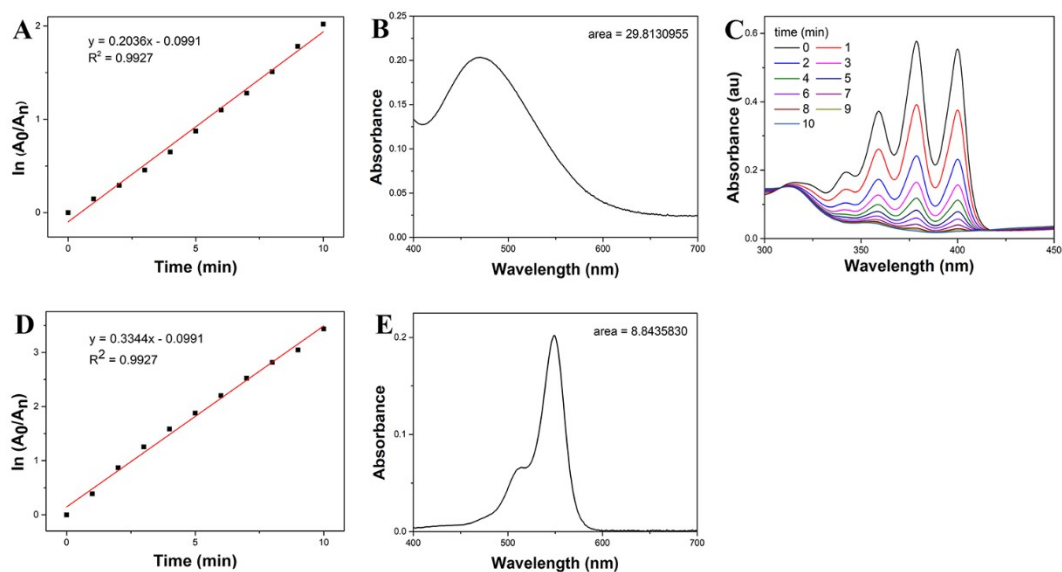 A
y = 0.2036x - 0.0991
R² = 0.9927
ln (A₀/Aₙ)
2
1
0
0
5
10
Time (min)
B
area = 29.8130955
Absorbance
0.25
0.20
0.15
0.10
0.05
0.00
400
500
600
700
Wavelength (nm)
C
time (min)
0 1
2 3
4 5
6 7
8 9
10
Absorbance (au)
0.6
0.4
0.2
0.0
300
350
400
450
Wavelength (nm)
D
y = 0.3344x - 0.0991
R² = 0.9927
ln (A₀/Aₙ)
3
2
1
0
0
5
10
Time (min)
E
area = 8.8435830
Absorbance
0.2
0.1
0.0
400
500
600
700
Wavelength (nm)